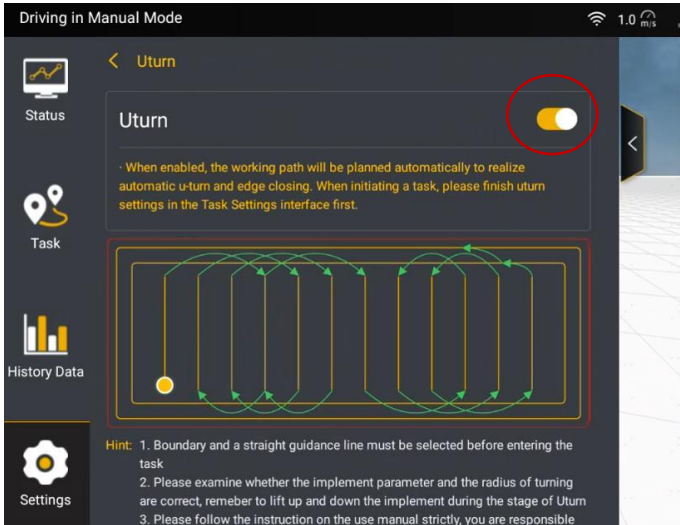 Driving in Manual Mode
1.0 m/s
Status
Task
History Data
Settings
Uturn
Uturn
· When enabled, the working path will be planned automatically to realize
automatic u-turn and edge closing. When initiating a task, please finish uturn
settings in the Task Settings interface first.
Hint: 1. Boundary and a straight guidance line must be selected before entering the
task
2. Please examine whether the implement parameter and the radius of turning
are correct, remeber to lift up and down the implement during the stage of Uturn
3. Please follow the instruction on the use manual strictly, you are responsible